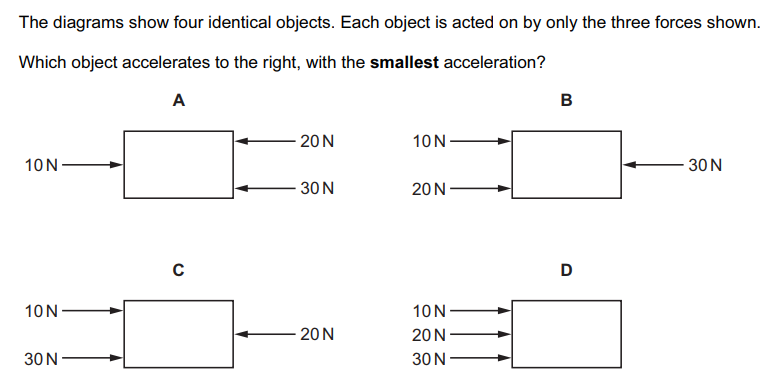 The diagrams show four identical objects. Each object is acted on by only the three forces shown.
Which object accelerates to the right, with the smallest acceleration?
A
B
20 N
10 N
10 N
30 N
30 N
20 N
C
D
10 N
10 N
20 N
20 N
30 N
30 N